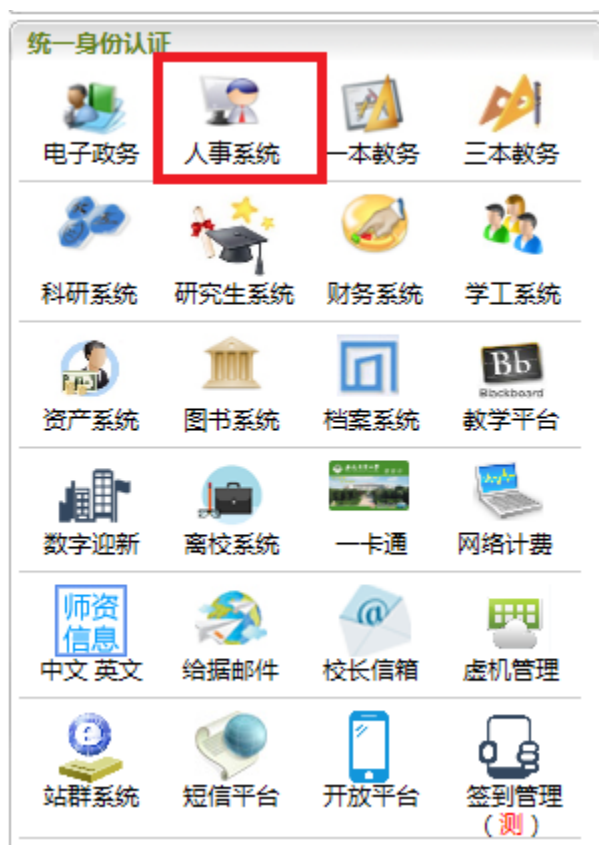 统一身份认证
电子政务 人事系统 一本教务 三本教务
科研系统 研究生系统 财务系统 学工系统
Bb
Blackboard
资产系统 图书系统 档案系统 教学平台
数字迎新 离校系统 一卡通 网络计费
师资
信息
@
中文 英文 给据邮件 校长信箱 虚机管理
e
站群系统 短信平台 开放平台 签到管理
（测）